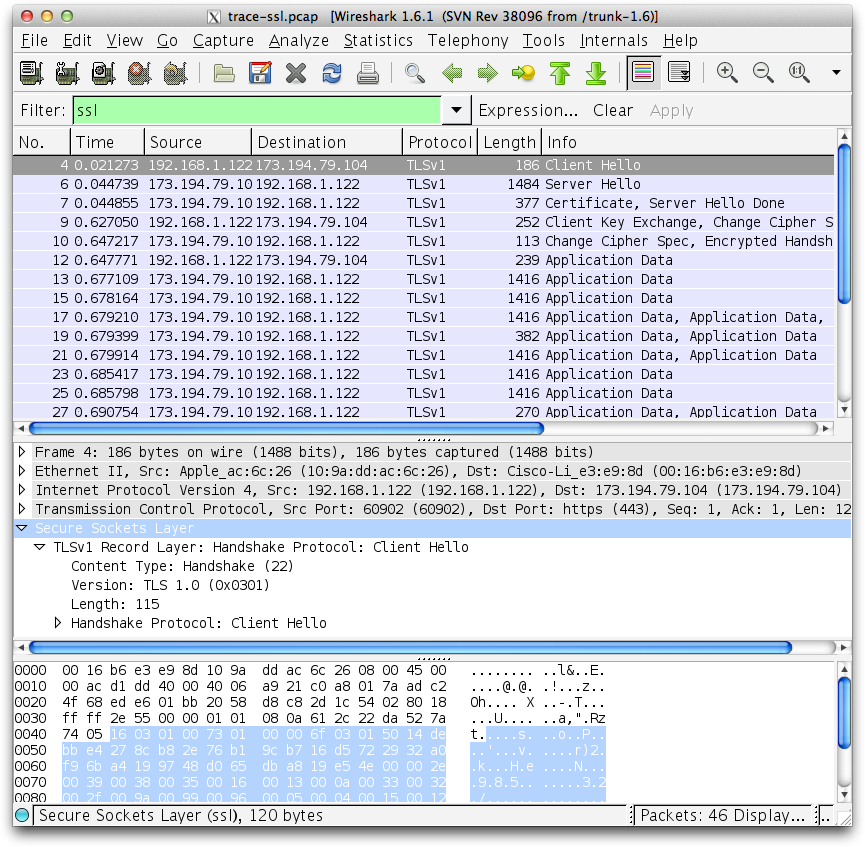 trace-ssl.pcap [Wireshark 1.6.1 (SVN Rev 38096 from /trunk-1.6)]
File Edit View Go Capture Analyze Statistics Telephony Tools Internals Help
Filter: ssl Expression... Clear Apply
No. Time Source Destination Protocol Length Info
4 0.021273 192.168.1.122 173.194.79.104 TLSv1 186 Client Hello
6 0.044739 173.194.79.10 192.168.1.122 TLSv1 1484 Server Hello
7 0.044855 173.194.79.10 192.168.1.122 TLSv1 377 Certificate, Server Hello Done
9 0.627050 192.168.1.122 173.194.79.104 TLSv1 252 Client Key Exchange, Change Cipher S
10 0.647217 173.194.79.10 192.168.1.122 TLSv1 113 Change Cipher Spec, Encrypted Handsh
12 0.647771 192.168.1.122 173.194.79.104 TLSv1 239 Application Data
13 0.677109 173.194.79.10 192.168.1.122 TLSv1 1416 Application Data
15 0.678164 173.194.79.10 192.168.1.122 TLSv1 1416 Application Data
17 0.679210 173.194.79.10 192.168.1.122 TLSv1 1416 Application Data, Application Data,
19 0.679399 173.194.79.10 192.168.1.122 TLSv1 382 Application Data, Application Data
21 0.679914 173.194.79.10 192.168.1.122 TLSv1 1416 Application Data, Application Data
23 0.685417 173.194.79.10 192.168.1.122 TLSv1 1416 Application Data
25 0.685798 173.194.79.10 192.168.1.122 TLSv1 1416 Application Data
27 0.690754 173.194.79.10 192.168.1.122 TLSv1 270 Application Data, Application Data
Frame 4: 186 bytes on wire (1488 bits), 186 bytes captured (1488 bits)
Ethernet II, Src: Apple_ac:6c:26 (10:9a:dd:ac:6c:26), Dst: Cisco-Li_e3:e9:8d (00:16:b6:e3:e9:8d)
Internet Protocol Version 4, Src: 192.168.1.122 (192.168.1.122), Dst: 173.194.79.104 (173.194.79.104)
Transmission Control Protocol, Src Port: 60902 (60902), Dst Port: https (443), Seq: 1, Ack: 1, Len: 12
Secure Sockets Layer
TLSv1 Record Layer: Handshake Protocol: Client Hello
Content Type: Handshake (22)
Version: TLS 1.0 (0x0301)
Length: 115
Handshake Protocol: Client Hello
0000 00 16 b6 e3 e9 8d 10 9a dd ac 6c 26 08 00 45 00 ........ ..l&..E.
0010 00 ac d1 dd 40 00 40 06 a9 21 c0 a8 01 7a ad c2 ....@.@. .!...z..
0020 4f 68 ed e6 01 bb 20 58 d8 c8 2d 1c 54 02 80 18 Oh.... X ..-.T...
0030 ff ff 2e 55 00 00 01 01 08 0a 61 2c 22 da 52 7a ...U.... ..a,".Rz
0040 74 05 16 03 01 00 73 01 00 00 6f 03 01 50 14 de t.....s. ..o..P..
0050 bb e4 27 8c b8 2e 76 b1 9c b7 16 d5 72 29 32 a0 ..'...v. ....r)2.
0060 f9 6b a4 19 97 48 d0 65 db a8 19 e5 4e 00 00 2e .k...H.e ....N...
0070 00 39 00 38 00 35 00 16 00 13 00 0a 00 33 00 32 .9.8.5.. .....3.2
0080 00 2f 00 9a 00 99 00 96 00 05 00 04 00 15 00 12 ./...... ........
Secure Sockets Layer (ssl), 120 bytes Packets: 46 Display... ..